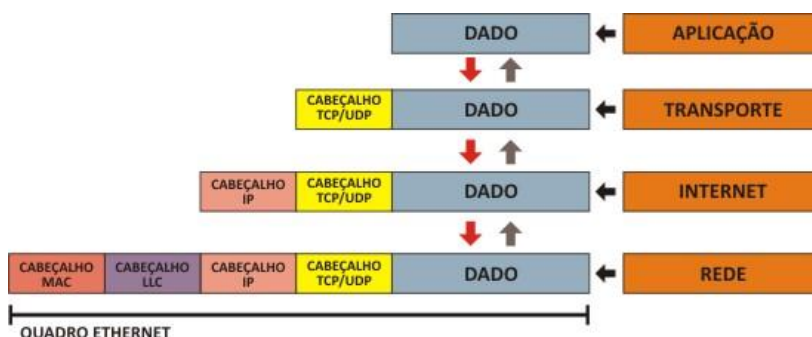 DADO
APLICAÇÃO
CABEÇALHO
TCP/UDP
DADO
TRANSPORTE
CABEÇALHO
IP
CABEÇALHO
TCP/UDP
DADO
INTERNET
CABEÇALHO
MAC
CABEÇALHO
LLC
CABEÇALHO
IP
CABEÇALHO
TCP/UDP
DADO
REDE
QUADRO ETHERNET